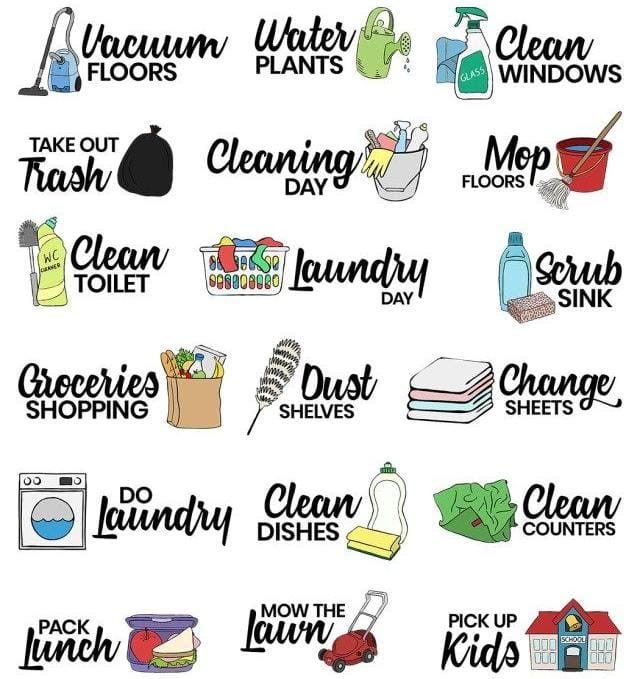 Vacuum
FLOORS
Water
PLANTS
GLASS
Clean
WINDOWS
TAKE OUT
Trash
Cleaning
DAY
Mop
FLOORS
WC
CLEANER
Clean
TOILET
Laundry
DAY
Scrub
SINK
Groceries
SHOPPING
Dust
SHELVES
Change
SHEETS
DO
Laundry
Clean
DISHES
Clean
COUNTERS
PACK
Lunch
MOW THE
Lawn
PICK UP
Kids
SCHOOL